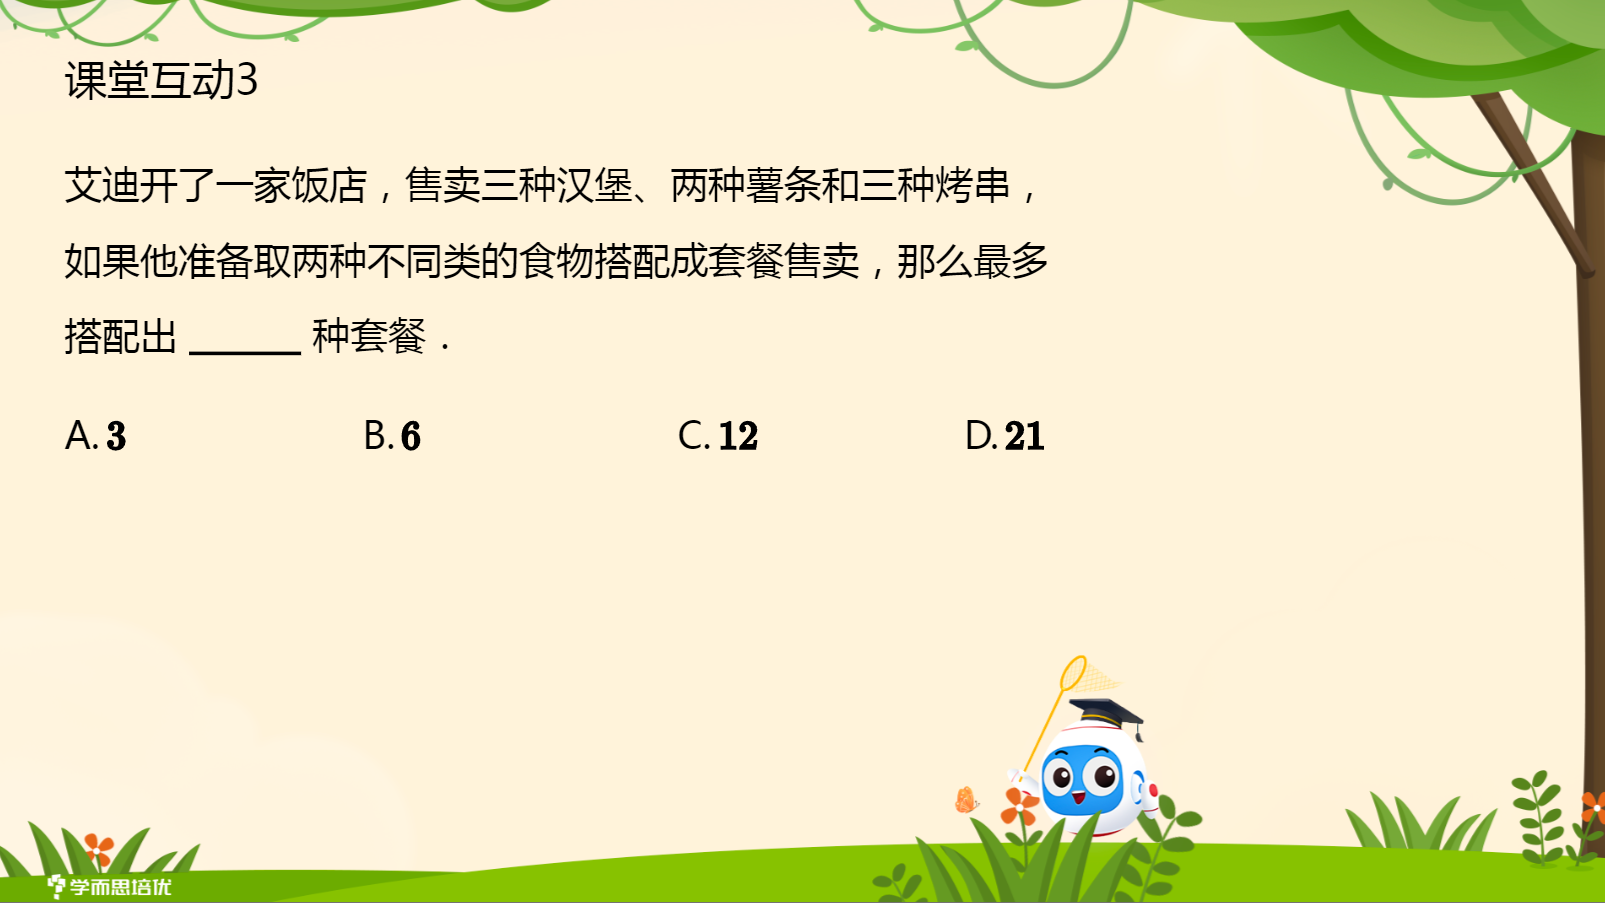 课堂互动3
艾迪开了一家饭店，售卖三种汉堡、两种薯条和三种烤串，
如果他准备取两种不同类的食物搭配成套餐售卖，那么最多
搭配出 ______ 种套餐．
A. 3 B. 6 C. 12 D. 21
学而思培优